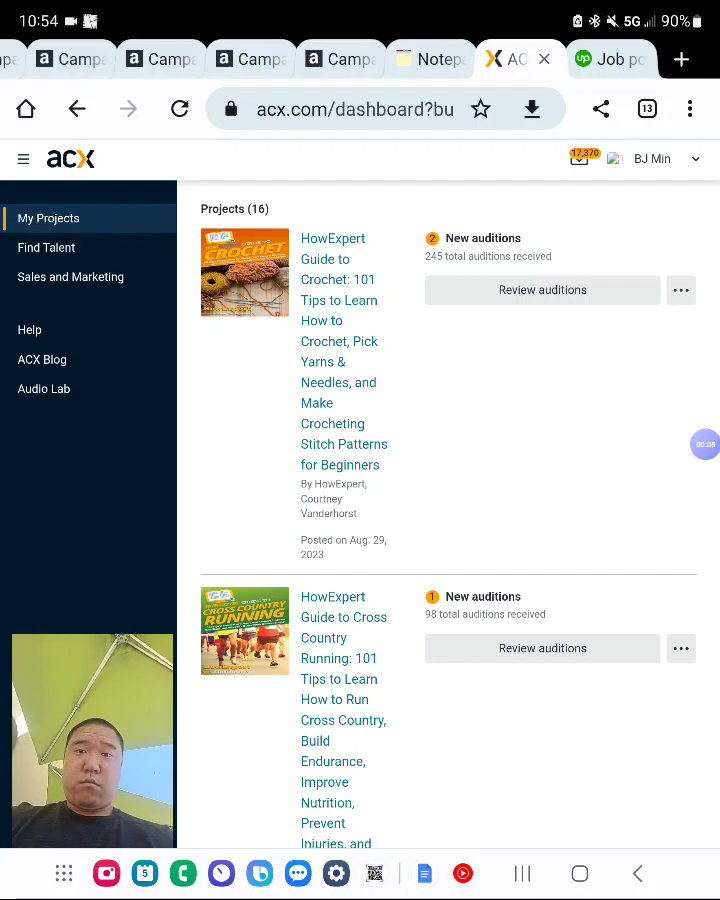 10:54
5G 90%
Campa
Campa
Campa
Campa
Notepa
AC
Job po
acx.com/dashboard?bu
13
acx
17,370
BJ Min
My Projects
Find Talent
Sales and Marketing
Help
ACX Blog
Audio Lab
Projects (16)
CROCHET
HowExpert
Guide to
Crochet: 101
Tips to Learn
How to
Crochet, Pick
Yarns &
Needles, and
Make
Crocheting
Stitch Patterns
for Beginners
By HowExpert,
Courtney
Vanderhorst
Posted on Aug. 29,
2023
2 New auditions
245 total auditions received
Review auditions
00:05
CROSS COUNTRY
RUNNING
HowExpert
Guide to Cross
Country
Running: 101
Tips to Learn
How to Run
Cross Country,
Build
Endurance,
Improve
Nutrition,
Prevent
Injuries, and
1 New auditions
98 total auditions received
Review auditions
5